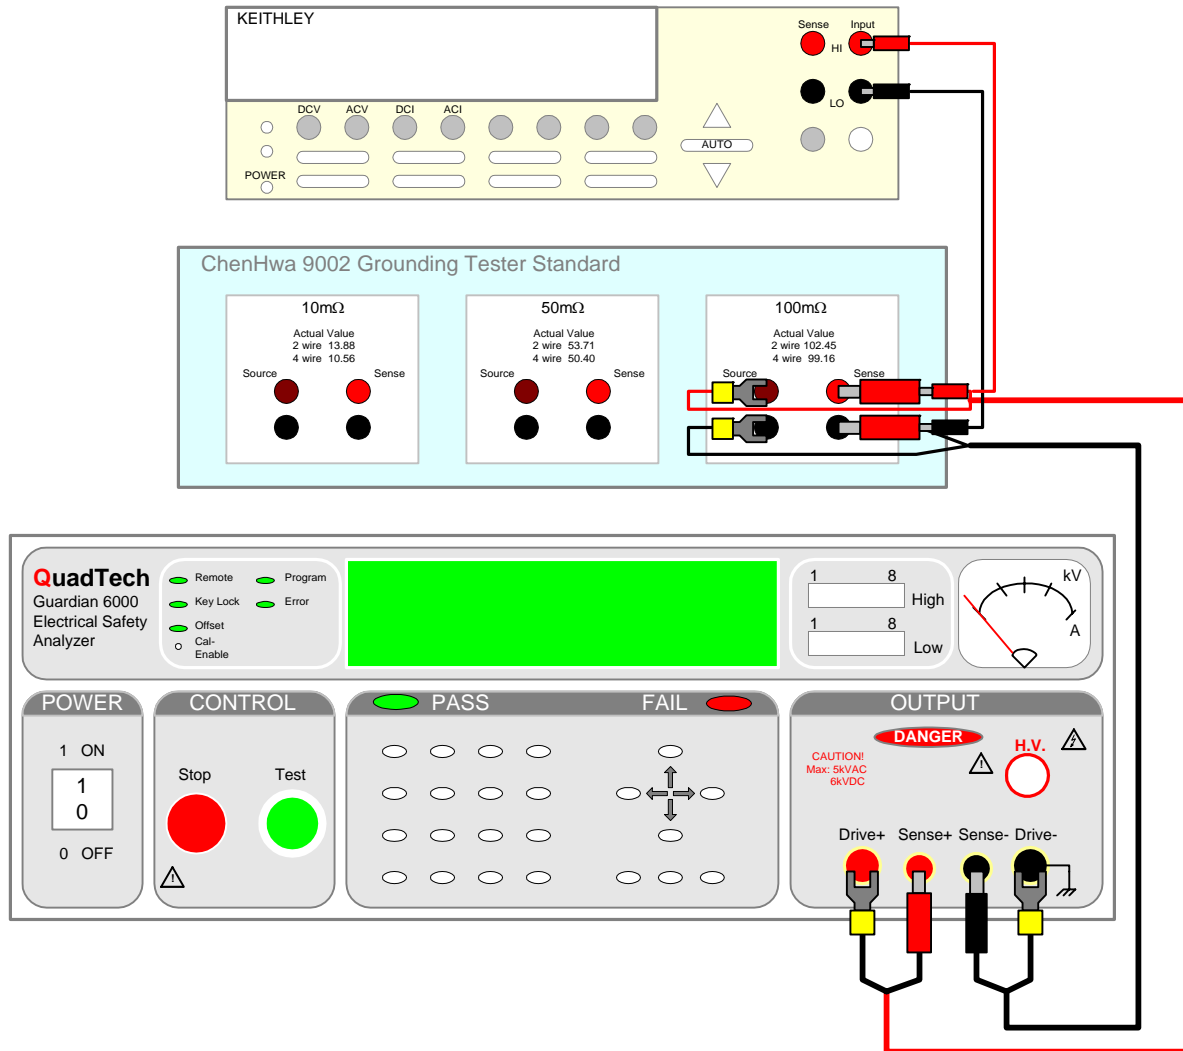 KEITHLEY
Sense Input
HI
LO
DCV ACV DCI ACI
AUTO
POWER
ChenHwa 9002 Grounding Tester Standard
10mΩ
Actual Value
2 wire 13.88
4 wire 10.56
Source Sense
50mΩ
Actual Value
2 wire 53.71
4 wire 50.40
Source Sense
100mΩ
Actual Value
2 wire 102.45
4 wire 99.16
Source Sense
QuadTech
Guardian 6000
Electrical Safety
Analyzer
Remote Program
Key Lock Error
Offset
Cal-
Enable
1 8
High
1 8
Low
kV
A
POWER
1 ON
1
0
0 OFF
CONTROL
Stop Test
!
PASS FAIL
OUTPUT
DANGER
CAUTION!
Max: 5kVAC
6kVDC
!
H.V.
Drive+ Sense+ Sense- Drive-